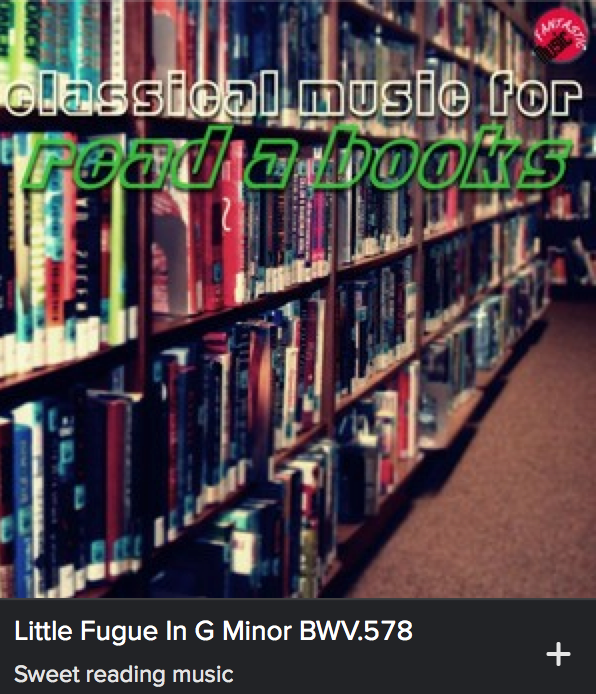 FANTASTIC
classical music for
read a books
Little Fugue In G Minor BWV.578
Sweet reading music